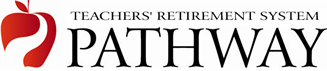 TEACHERS' RETIREMENT SYSTEM
PATHWAY